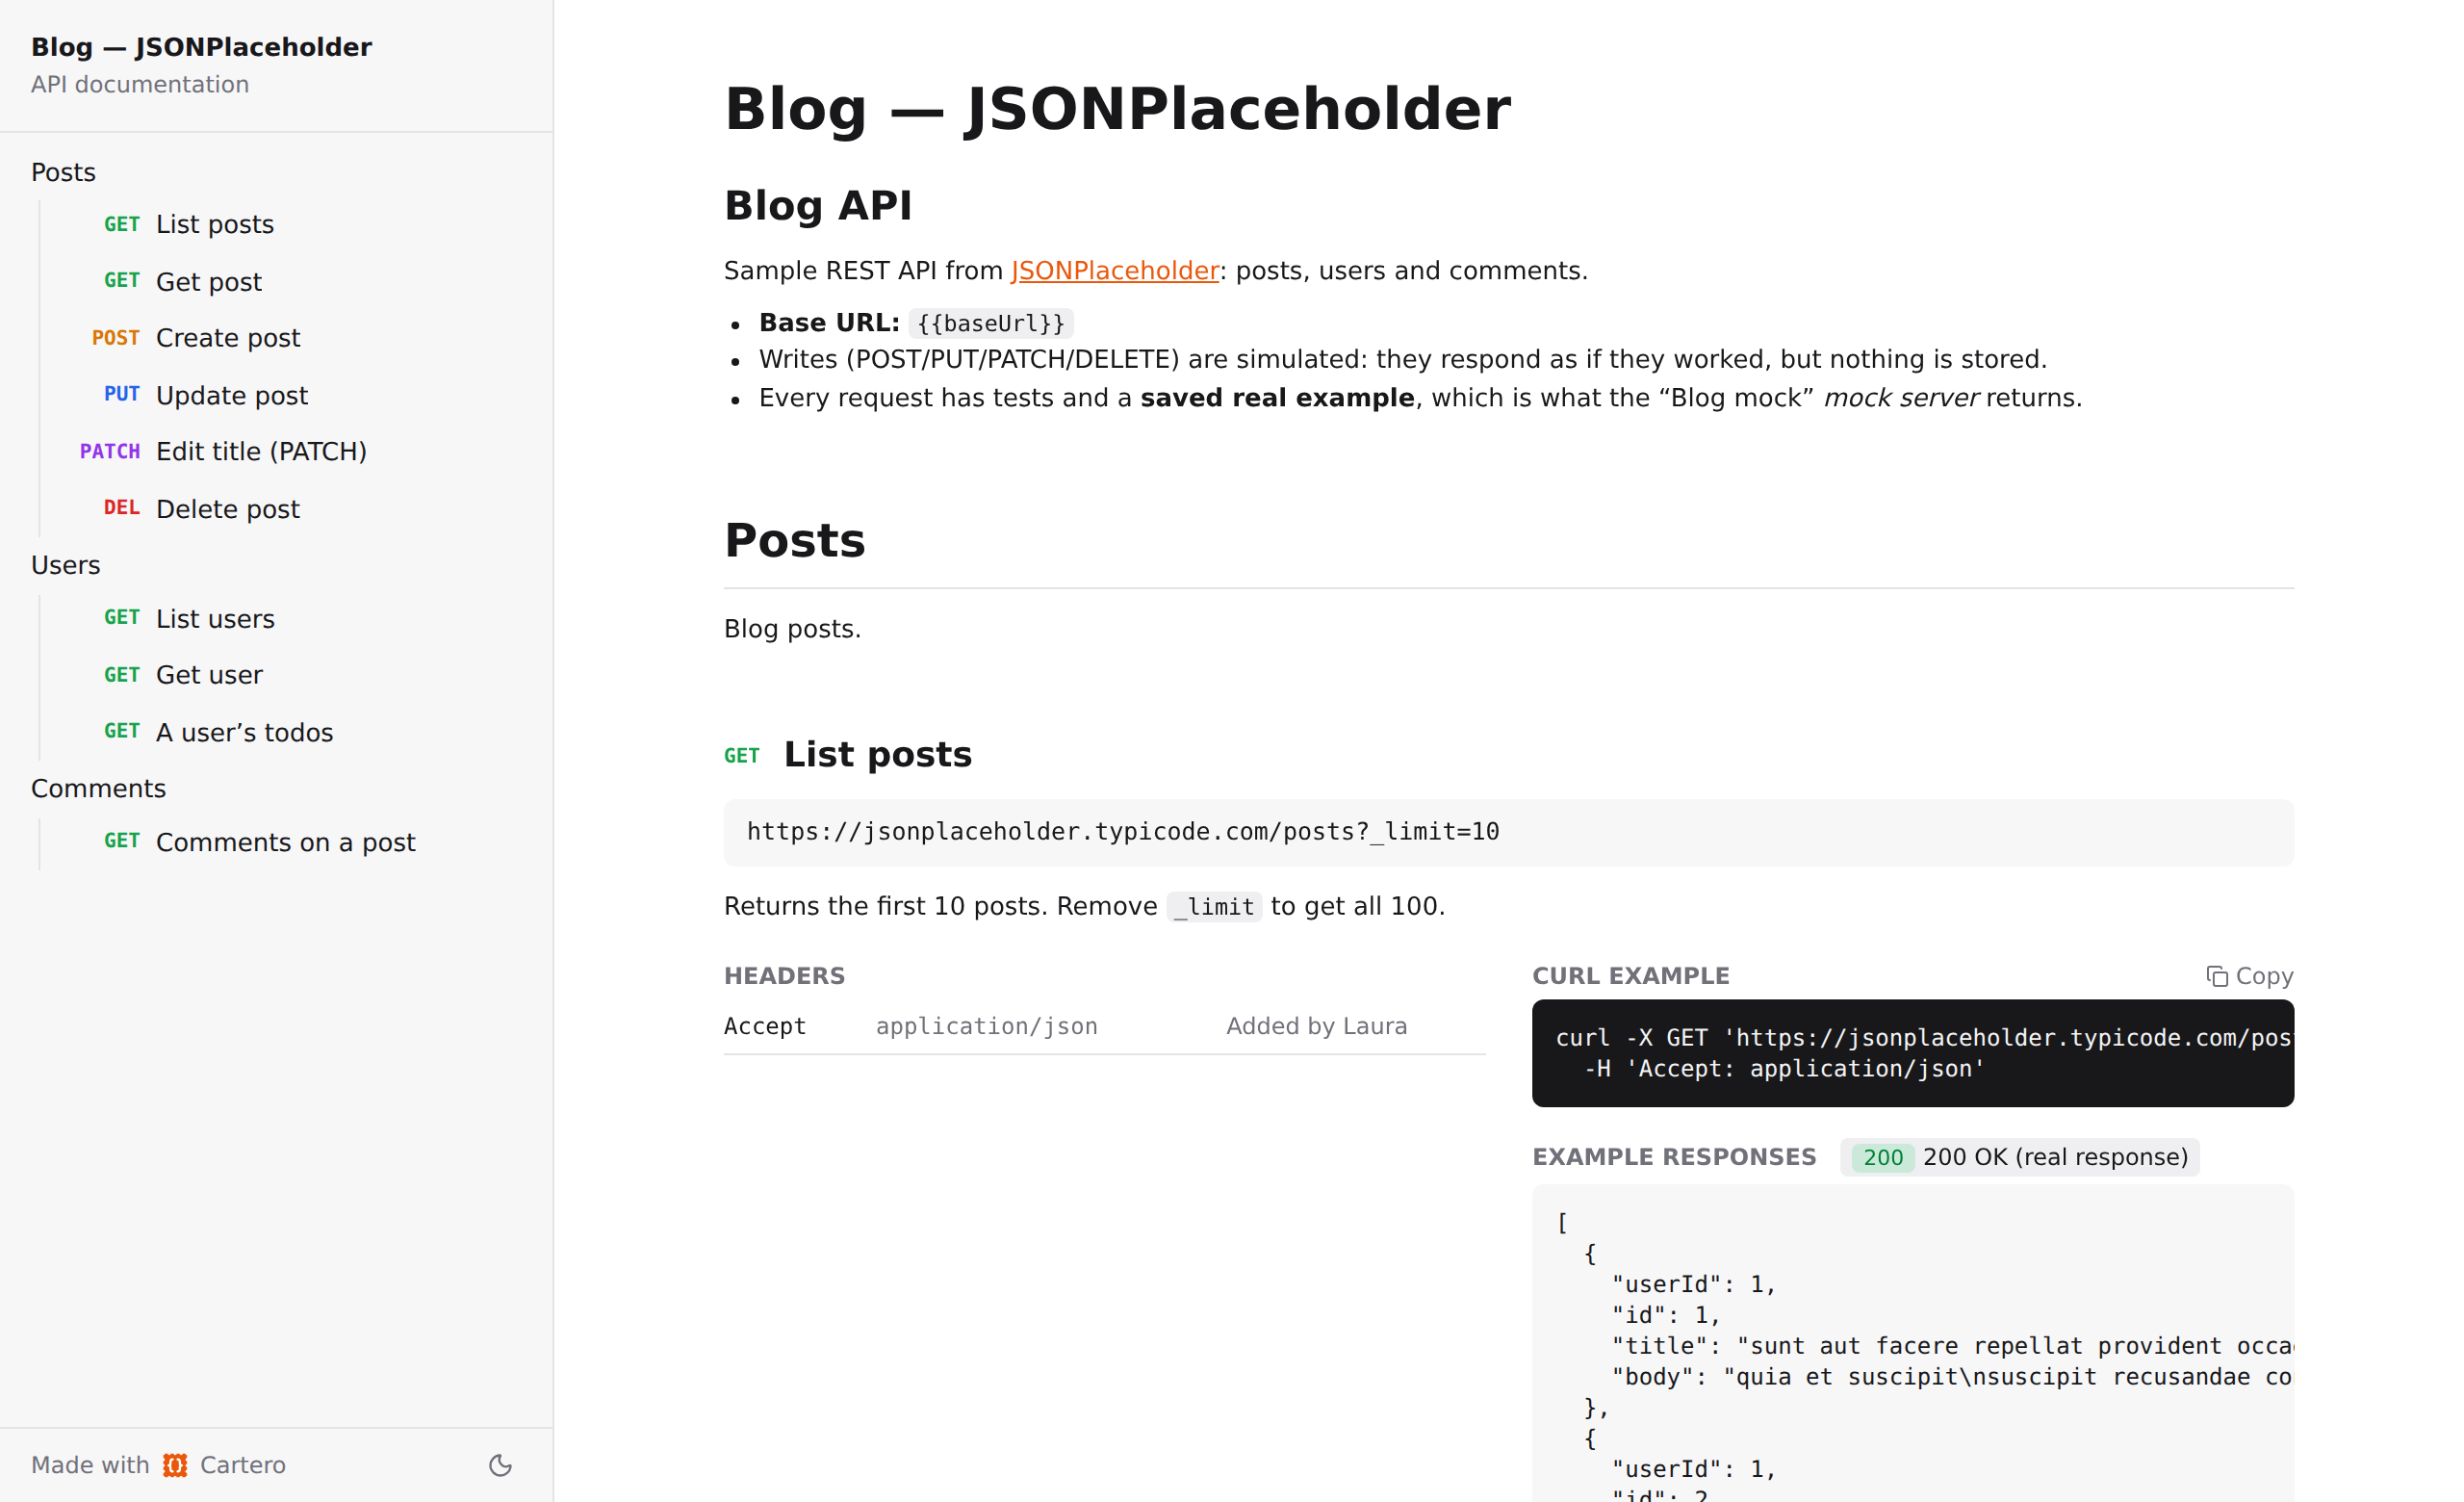 Blog — JSONPlaceholder
API documentation
Posts
GET List posts
GET Get post
POST Create post
PUT Update post
PATCH Edit title (PATCH)
DEL Delete post
Users
GET List users
GET Get user
GET A user’s todos
Comments
GET Comments on a post
Made with Cartero
Blog — JSONPlaceholder
Blog API
Sample REST API from JSONPlaceholder: posts, users and comments.
• Base URL: {{baseUrl}}
• Writes (POST/PUT/PATCH/DELETE) are simulated: they respond as if they worked, but nothing is stored.
• Every request has tests and a saved real example, which is what the “Blog mock” mock server returns.
Posts
Blog posts.
GET List posts
https://jsonplaceholder.typicode.com/posts?_limit=10
Returns the first 10 posts. Remove _limit to get all 100.
HEADERS
Accept application/json Added by Laura
CURL EXAMPLE Copy
curl -X GET 'https://jsonplaceholder.typicode.com/pos
-H 'Accept: application/json'
EXAMPLE RESPONSES 200 200 OK (real response)
[
{
"userId": 1,
"id": 1,
"title": "sunt aut facere repellat provident occa
"body": "quia et suscipit\nsuscipit recusandae co
},
{
"userId": 1,
"id": 2